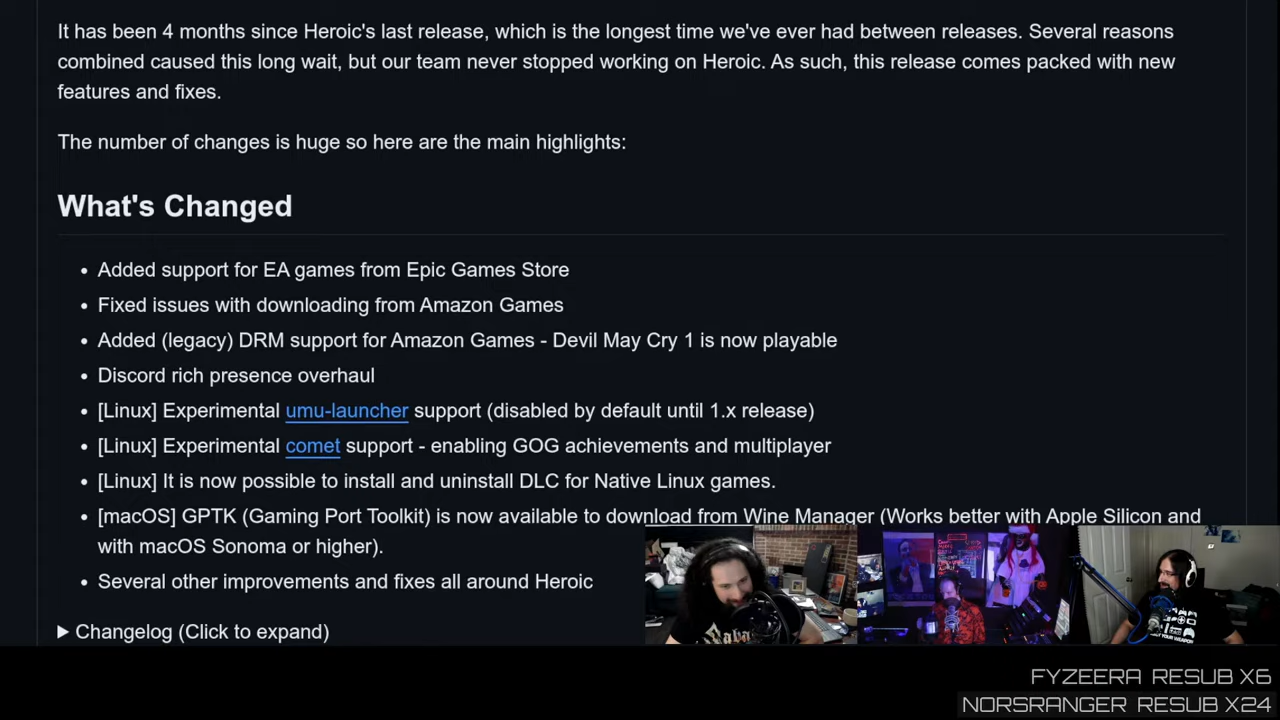 It has been 4 months since Heroic's last release, which is the longest time we've ever had between releases. Several reasons
combined caused this long wait, but our team never stopped working on Heroic. As such, this release comes packed with new
features and fixes.
The number of changes is huge so here are the main highlights:
What's Changed
• Added support for EA games from Epic Games Store
• Fixed issues with downloading from Amazon Games
• Added (legacy) DRM support for Amazon Games - Devil May Cry 1 is now playable
• Discord rich presence overhaul
• [Linux] Experimental umu-launcher support (disabled by default until 1.x release)
• [Linux] Experimental comet support - enabling GOG achievements and multiplayer
• [Linux] It is now possible to install and uninstall DLC for Native Linux games.
• [macOS] GPTK (Gaming Port Toolkit) is now available to download from Wine Manager (Works better with Apple Silicon and
with macOS Sonoma or higher).
• Several other improvements and fixes all around Heroic
▶ Changelog (Click to expand)
FYZEERA RESUB X6
NORSRANGER RESUB X24